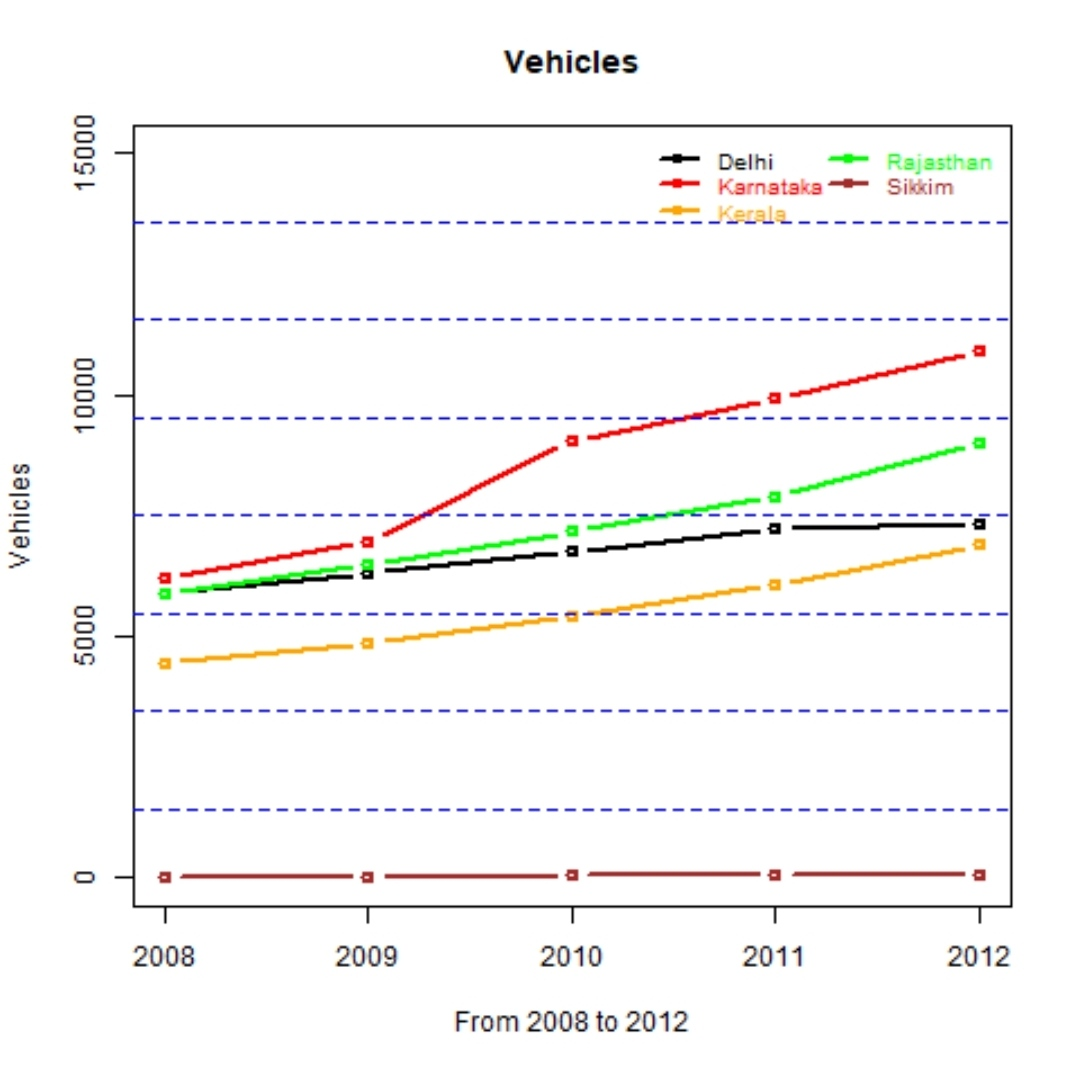 Vehicles
Delhi
Karnataka
Kerala
Rajasthan
Sikkim
Vehicles
15000
10000
5000
0
2008 2009 2010 2011 2012
From 2008 to 2012